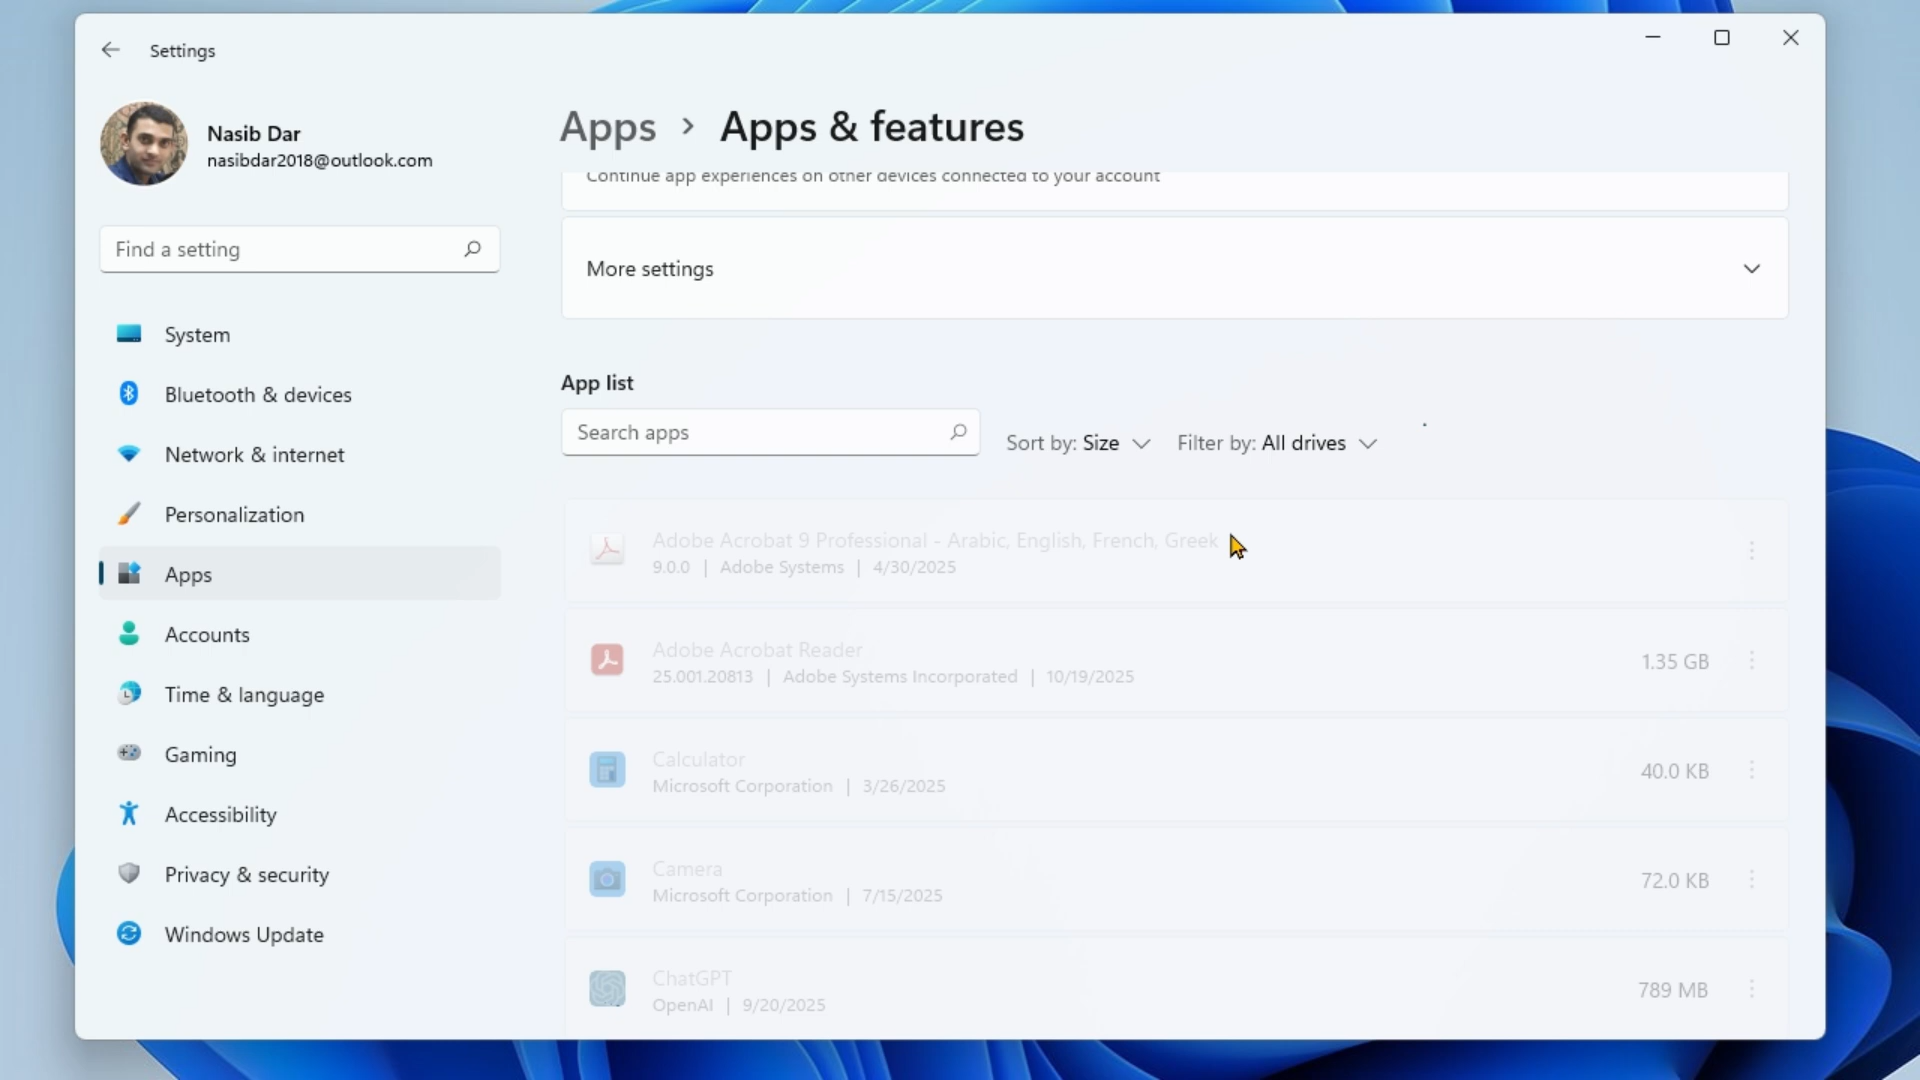 Settings
Nasib Dar
nasibdar2018@outlook.com
Find a setting
System
Bluetooth & devices
Network & internet
Personalization
Apps
Accounts
Time & language
Gaming
Accessibility
Privacy & security
Windows Update
Apps > Apps & features
Continue app experiences on other devices connected to your account
More settings
App list
Search apps
Sort by: Size
Filter by: All drives
Adobe Acrobat 9 Professional - Arabic, English, French, Greek
9.0.0 | Adobe Systems | 4/30/2025
Adobe Acrobat Reader
25.001.20813 | Adobe Systems Incorporated | 10/19/2025
1.35 GB
Calculator
Microsoft Corporation | 3/26/2025
40.0 KB
Camera
Microsoft Corporation | 7/15/2025
72.0 KB
ChatGPT
OpenAI | 9/20/2025
789 MB